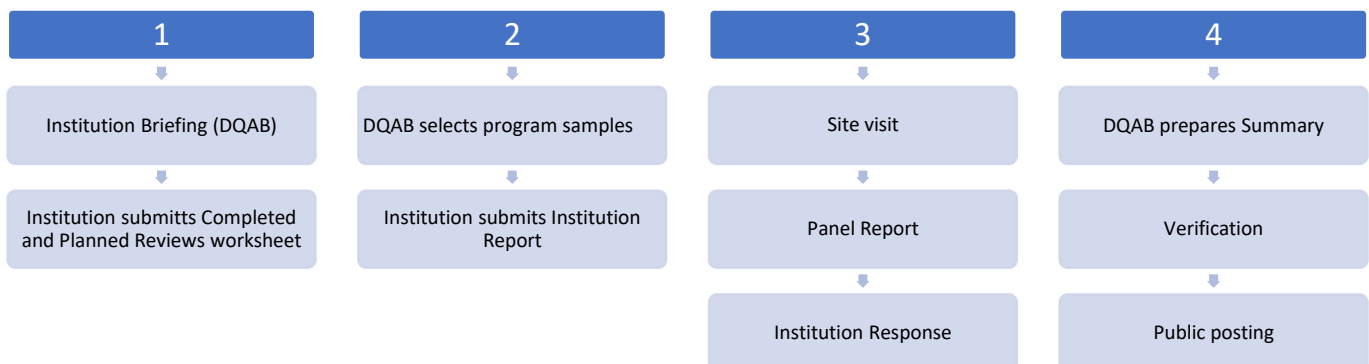 1
Institution Briefing (DQAB)
Institution submitts Completed
and Planned Reviews worksheet
2
DQAB selects program samples
Institution submits Institution
Report
3
Site visit
Panel Report
Institution Response
4
DQAB prepares Summary
Verification
Public posting